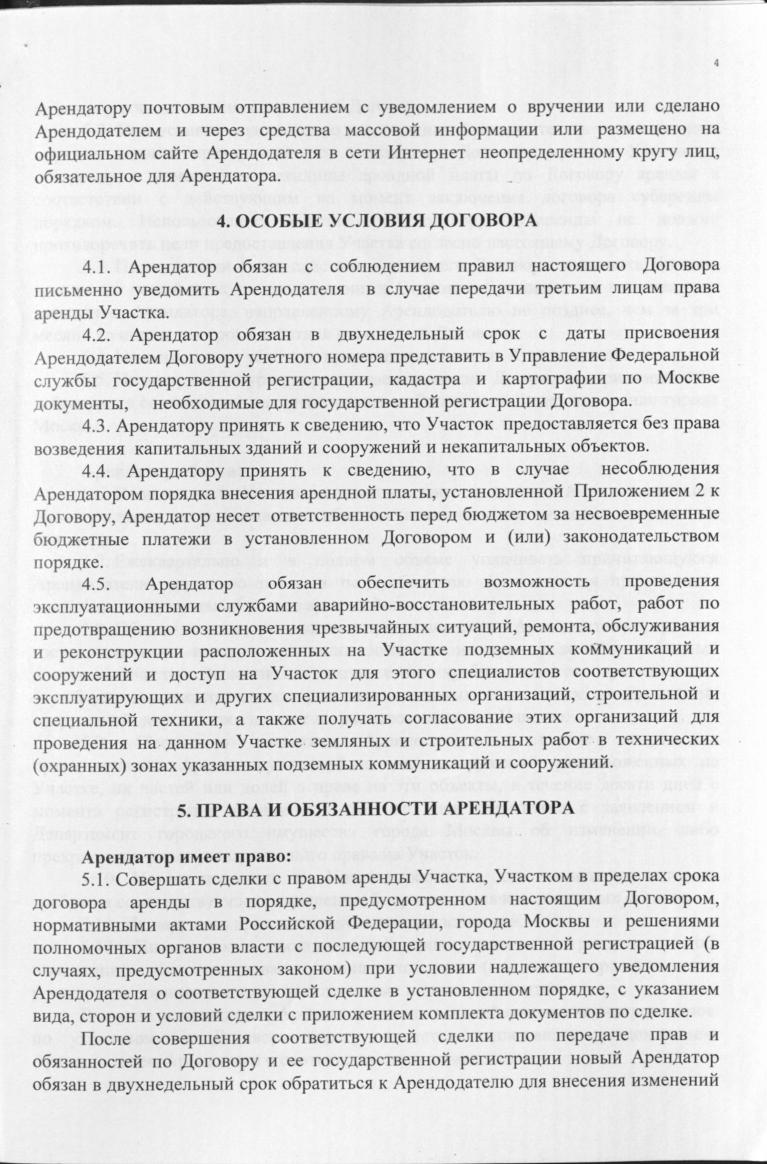 4
Арендатору почтовым отправлением с уведомлением о вручении или сделано
Арендодателем и через средства массовой информации или размещено на
официальном сайте Арендодателя в сети Интернет неопределенному кругу лиц,
обязательное для Арендатора.
4. ОСОБЫЕ УСЛОВИЯ ДОГОВОРА
4.1. Арендатор обязан с соблюдением правил настоящего Договора
письменно уведомить Арендодателя в случае передачи третьим лицам права
аренды Участка.
4.2. Арендатор обязан в двухнедельный срок с даты присвоения
Арендодателем Договору учетного номера представить в Управление Федеральной
службы государственной регистрации, кадастра и картографии по Москве
документы, необходимые для государственной регистрации Договора.
4.3. Арендатору принять к сведению, что Участок предоставляется без права
возведения капитальных зданий и сооружений и некапитальных объектов.
4.4. Арендатору принять к сведению, что в случае несоблюдения
Арендатором порядка внесения арендной платы, установленной Приложением 2 к
Договору, Арендатор несет ответственность перед бюджетом за несвоевременные
бюджетные платежи в установленном Договором и (или) законодательством
порядке.
4.5. Арендатор обязан обеспечить возможность проведения
эксплуатационными службами аварийно-восстановительных работ, работ по
предотвращению возникновения чрезвычайных ситуаций, ремонта, обслуживания
и реконструкции расположенных на Участке подземных коммуникаций и
сооружений и доступ на Участок для этого специалистов соответствующих
эксплуатирующих и других специализированных организаций, строительной и
специальной техники, а также получать согласование этих организаций для
проведения на данном Участке земляных и строительных работ в технических
(охранных) зонах указанных подземных коммуникаций и сооружений.
5. ПРАВА И ОБЯЗАННОСТИ АРЕНДАТОРА
Арендатор имеет право:
5.1. Совершать сделки с правом аренды Участка, Участком в пределах срока
договора аренды в порядке, предусмотренном настоящим Договором,
нормативными актами Российской Федерации, города Москвы и решениями
полномочных органов власти с последующей государственной регистрацией (в
случаях, предусмотренных законом) при условии надлежащего уведомления
Арендодателя о соответствующей сделке в установленном порядке, с указанием
вида, сторон и условий сделки с приложением комплекта документов по сделке.
После совершения соответствующей сделки по передаче прав и
обязанностей по Договору и ее государственной регистрации новый Арендатор
обязан в двухнедельный срок обратиться к Арендодателю для внесения изменений